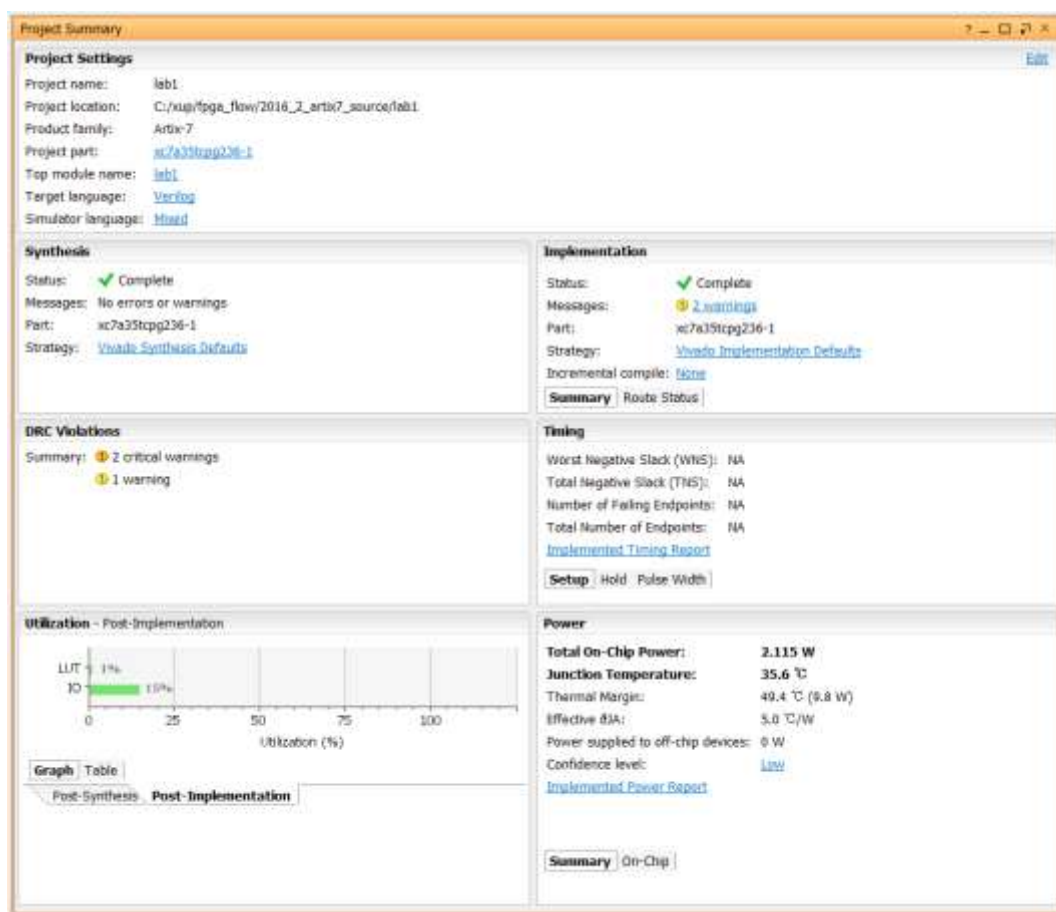 Project Summary
Project Settings
Edit
Project name: lab1
Project location: C:/xup/fpga_flow/2016_2_artix7_source/lab1
Product family: Artix-7
Project part: xc7a35tcpg236-1
Top module name: lab1
Target language: Verilog
Simulator language: Mixed
Synthesis
Status: Complete
Messages: No errors or warnings
Part: xc7a35tcpg236-1
Strategy: Vivado Synthesis Defaults
Implementation
Status: Complete
Messages: 2 warnings
Part: xc7a35tcpg236-1
Strategy: Vivado Implementation Defaults
Incremental compile: None
Summary Route Status
DRC Violations
Summary: 2 critical warnings
1 warning
Timing
Worst Negative Slack (WNS): NA
Total Negative Slack (TNS): NA
Number of Failing Endpoints: NA
Total Number of Endpoints: NA
Implemented Timing Report
Setup Hold Pulse Width
Utilization - Post-Implementation
LUT 1%
IO 15%
0 25 50 75 100
Utilization (%)
Graph Table
Post-Synthesis Post-Implementation
Power
Total On-Chip Power: 2.115 W
Junction Temperature: 35.6 °C
Thermal Margin: 49.4 °C (9.8 W)
Effective ϑJA: 5.0 °C/W
Power supplied to off-chip devices: 0 W
Confidence level: Low
Implemented Power Report
Summary On-Chip